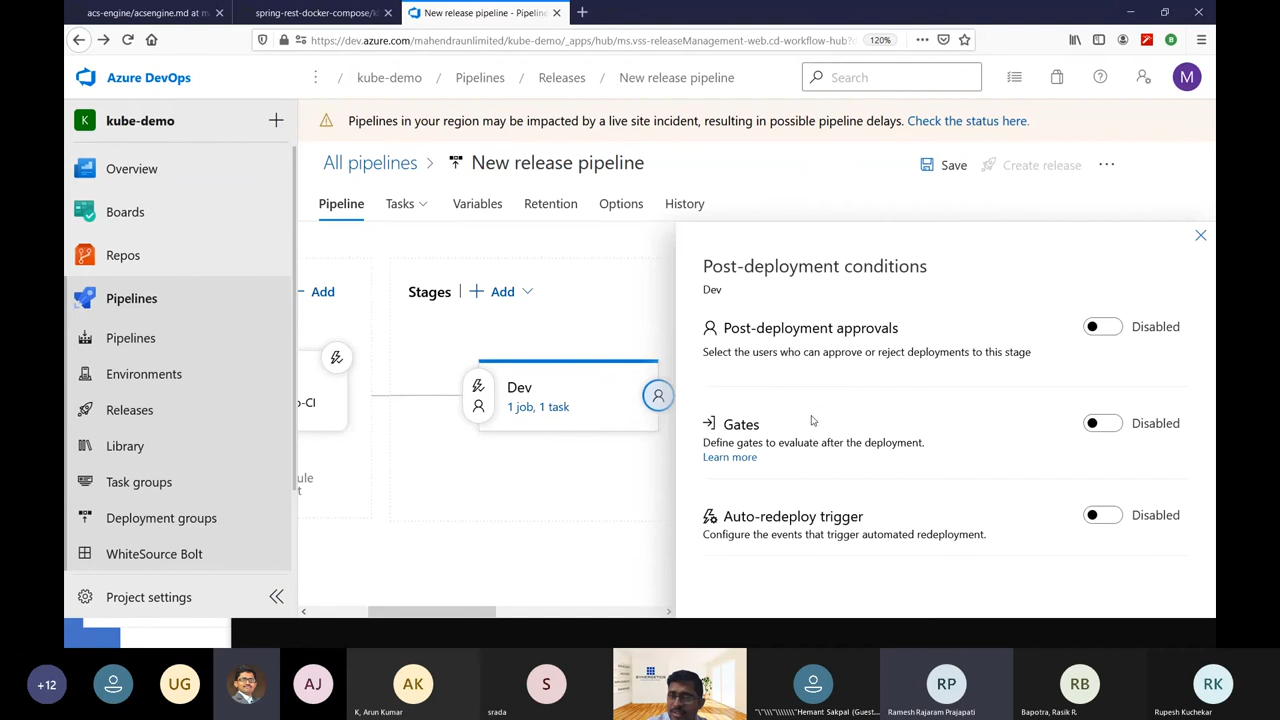 acs-engine/acsengine.md at m
spring-rest-docker-compose/k
New release pipeline - Pipelin
https://dev.azure.com/mahendraunlimited/kube-demo/_apps/hub/ms.vss-releaseManagement-web.cd-workflow-hub?
120%
Azure DevOps
/ kube-demo / Pipelines / Releases / New release pipeline
Search
M
K kube-demo
Pipelines in your region may be impacted by a live site incident, resulting in possible pipeline delays. Check the status here.
All pipelines > New release pipeline
Save
Create release
Overview
Boards
Repos
Pipelines
Pipelines
Environments
Releases
Library
Task groups
Deployment groups
WhiteSource Bolt
Project settings
Pipeline
Tasks
Variables
Retention
Options
History
Add
Stages | + Add
o-CI
ule
t
Dev
1 job, 1 task
Post-deployment conditions
Dev
Post-deployment approvals
Disabled
Select the users who can approve or reject deployments to this stage
Gates
Disabled
Define gates to evaluate after the deployment.
Learn more
Auto-redeploy trigger
Disabled
Configure the events that trigger automated redeployment.
+12
UG
AJ
AK
K, Arun Kumar
S
srada
SYNERGETICS
"\"\\\"\\\\\\\"Hemant Sakpal (Guest...
RP
Ramesh Rajaram Prajapati
RB
Bapotra, Rasik R.
RK
Rupesh Kuchekar